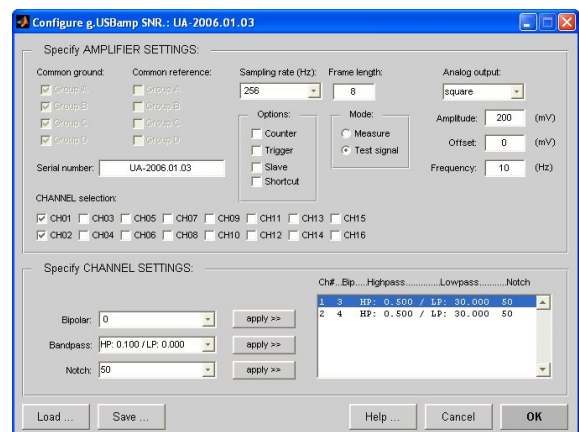 Configure g.USBamp SNR.: UA-2006.01.03
Specify AMPLIFIER SETTINGS:
Common ground: Common reference: Sampling rate (Hz): Frame length: Analog output:
Group A Group A 256 8 square
Group B Group B
Group C Group C
Group D Group D
Options: Mode:
Counter Measure
Trigger Test signal
Slave
Shortcut
Amplitude: 200 (mV)
Offset: 0 (mV)
Frequency: 10 (Hz)
Serial number: UA-2006.01.03
CHANNEL selection:
CH01 CH03 CH05 CH07 CH09 CH11 CH13 CH15
CH02 CH04 CH06 CH08 CH10 CH12 CH14 CH16
Specify CHANNEL SETTINGS:
Ch#...Bip.....Highpass.............Lowpass..........Notch
1 3 HP: 0.500 / LP: 30.000 50
2 4 HP: 0.500 / LP: 30.000 50
Bipolar: 0 apply >>
Bandpass: HP: 0.100 / LP: 0.000 apply >>
Notch: 50 apply >>
Load ... Save ... Help ... Cancel OK